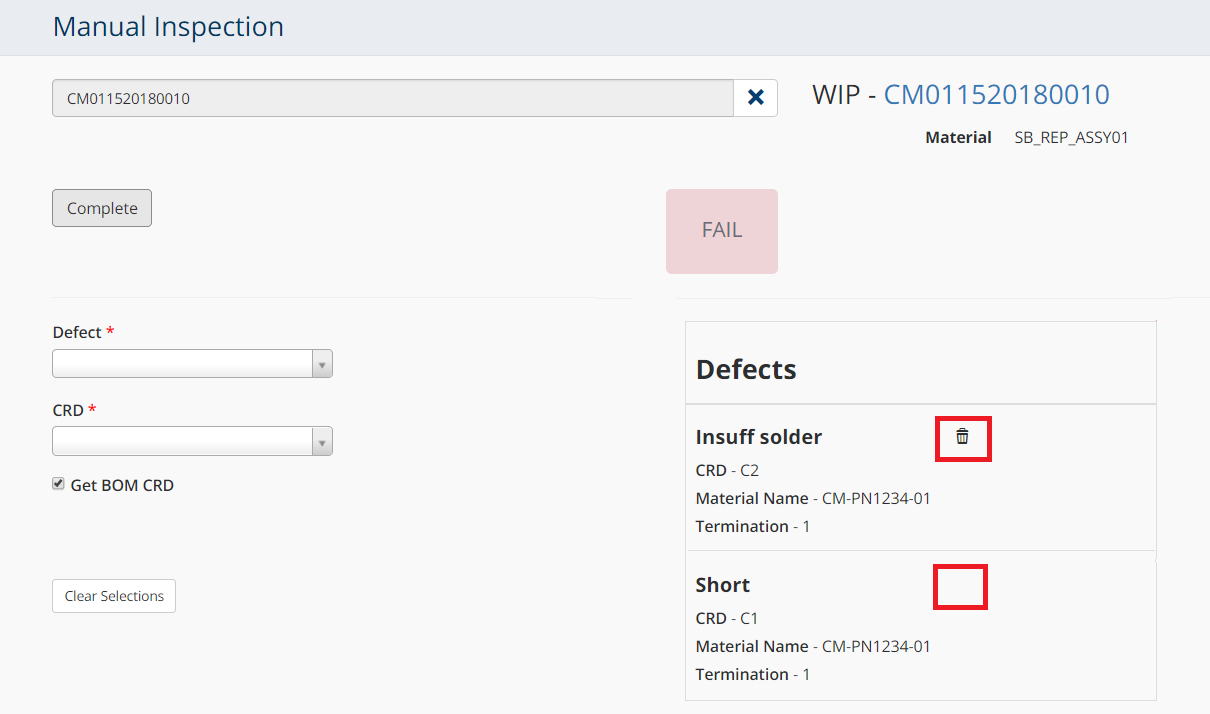 Manual Inspection
CM011520180010
WIP - CM011520180010
Material SB_REP_ASSY01
Complete
FAIL
Defect *
CRD *
Get BOM CRD
Clear Selections
Defects
Insuff solder
CRD - C2
Material Name - CM-PN1234-01
Termination - 1
Short
CRD - C1
Material Name - CM-PN1234-01
Termination - 1